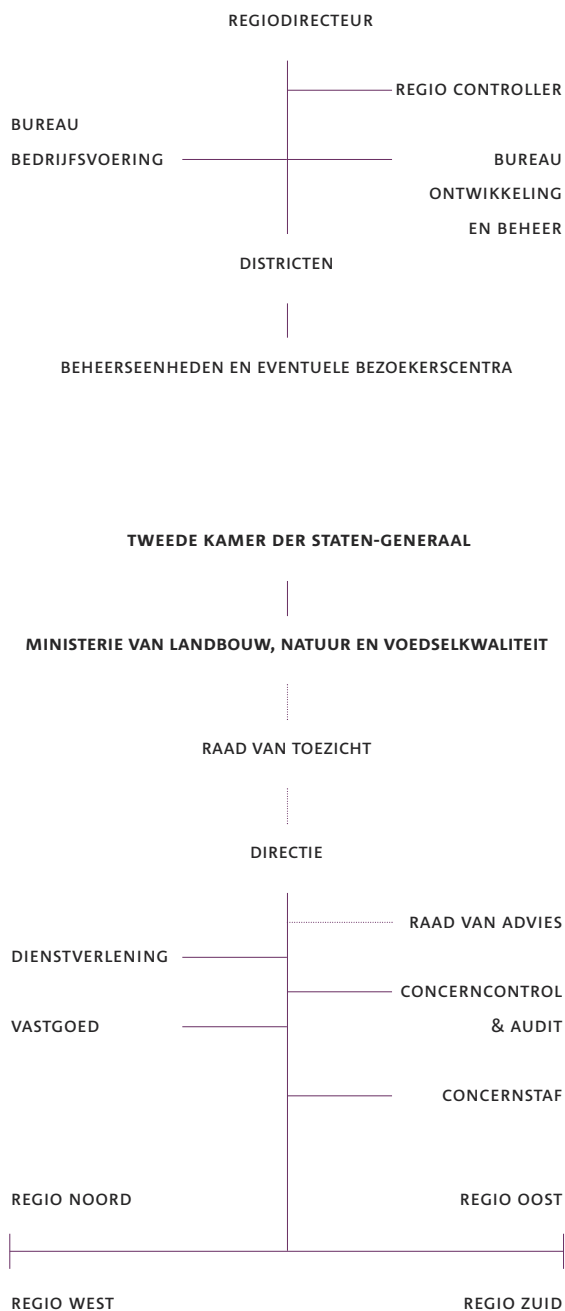 REGIODIRECTEUR
REGIO CONTROLLER
BUREAU
BEDRIJFSVOERING
BUREAU
ONTWIKKELING
EN BEHEER
DISTRICTEN
BEHEERSEENHEDEN EN EVENTUELE BEZOEKERSCENTRA
TWEEDE KAMER DER STATEN-GENERAAL
MINISTERIE VAN LANDBOUW, NATUUR EN VOEDSELKWALITEIT
RAAD VAN TOEZICHT
DIRECTIE
RAAD VAN ADVIES
DIENSTVERLENING
CONCERNCONTROL
& AUDIT
VASTGOED
CONCERNSTAF
REGIO NOORD
REGIO OOST
REGIO WEST
REGIO ZUID